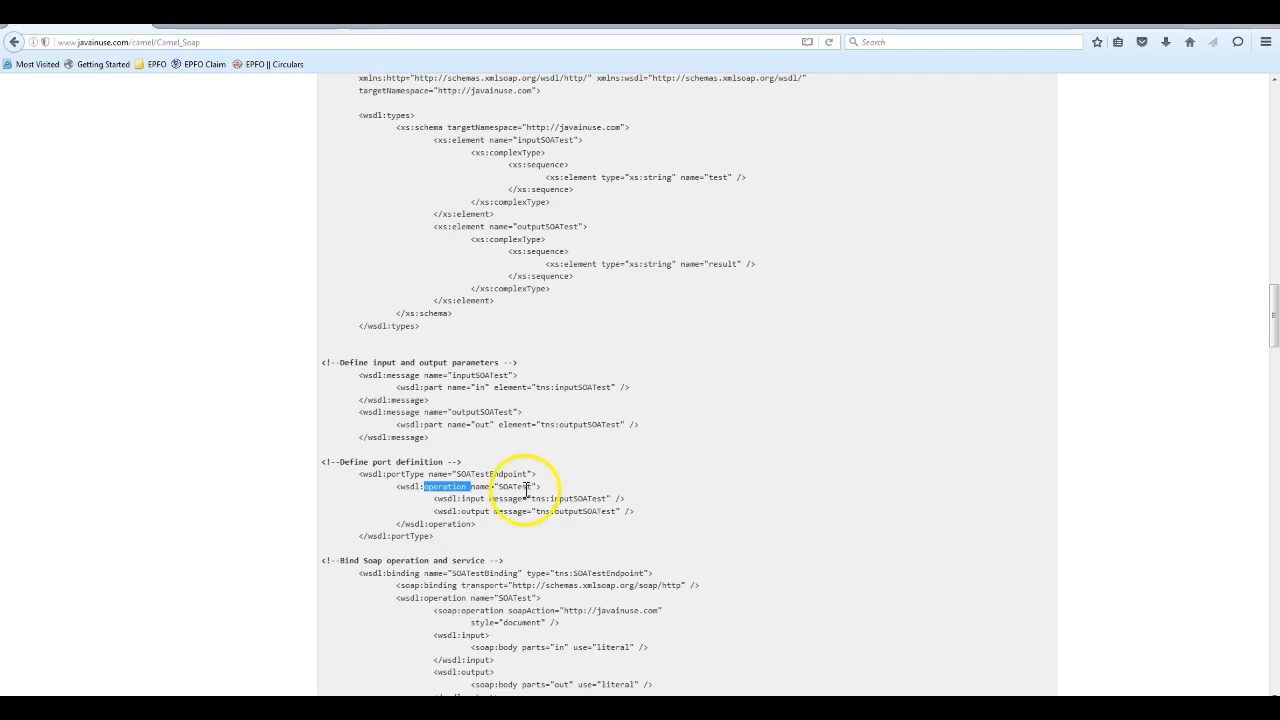 www.javainuse.com/camel/Camel_Soap
Search
Most Visited Getting Started EPFO EPFO Claim EPFO || Circulars
xmlns:http="http://schemas.xmlsoap.org/wsdl/http/" xmlns:wsdl="http://schemas.xmlsoap.org/wsdl/"
targetNamespace="http://javainuse.com">
<wsdl:types>
<xs:schema targetNamespace="http://javainuse.com">
<xs:element name="inputSOATest">
<xs:complexType>
<xs:sequence>
<xs:element type="xs:string" name="test" />
</xs:sequence>
</xs:complexType>
</xs:element>
<xs:element name="outputSOATest">
<xs:complexType>
<xs:sequence>
<xs:element type="xs:string" name="result" />
</xs:sequence>
</xs:complexType>
</xs:element>
</xs:schema>
</wsdl:types>
<!--Define input and output parameters -->
<wsdl:message name="inputSOATest">
<wsdl:part name="in" element="tns:inputSOATest" />
</wsdl:message>
<wsdl:message name="outputSOATest">
<wsdl:part name="out" element="tns:outputSOATest" />
</wsdl:message>
<!--Define port definition -->
<wsdl:portType name="SOATestEndpoint">
<wsdl:operation name="SOATest">
<wsdl:input message="tns:inputSOATest" />
<wsdl:output message="tns:outputSOATest" />
</wsdl:operation>
</wsdl:portType>
<!--Bind Soap operation and service -->
<wsdl:binding name="SOATestBinding" type="tns:SOATestEndpoint">
<soap:binding transport="http://schemas.xmlsoap.org/soap/http" />
<wsdl:operation name="SOATest">
<soap:operation soapAction="http://javainuse.com"
style="document" />
<wsdl:input>
<soap:body parts="in" use="literal" />
</wsdl:input>
<wsdl:output>
<soap:body parts="out" use="literal" />